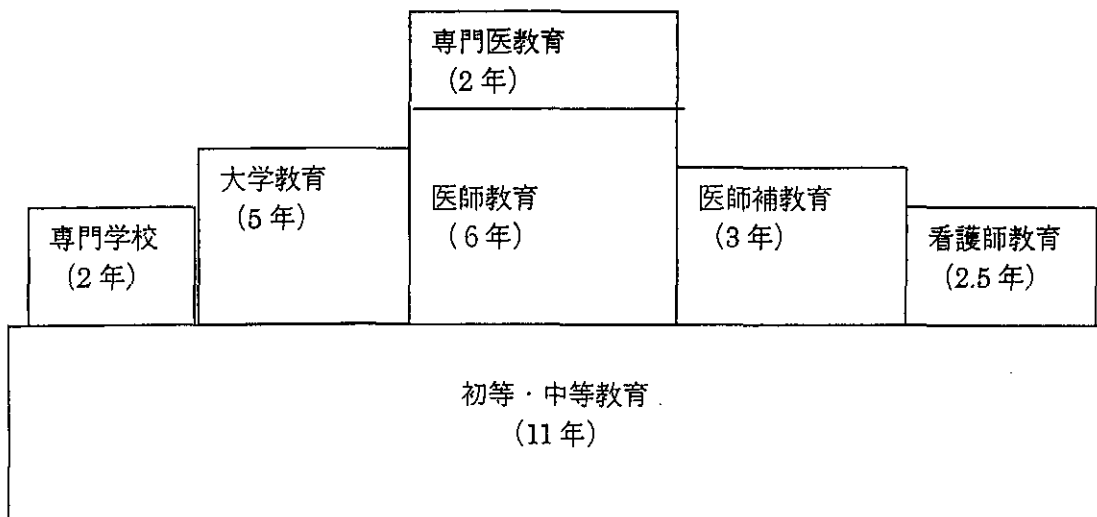 専門医教育
(2年)
大学教育
(5年)
医師教育
(6年)
医師補教育
(3年)
専門学校
(2年)
看護師教育
(2.5年)
初等・中等教育
(11年)